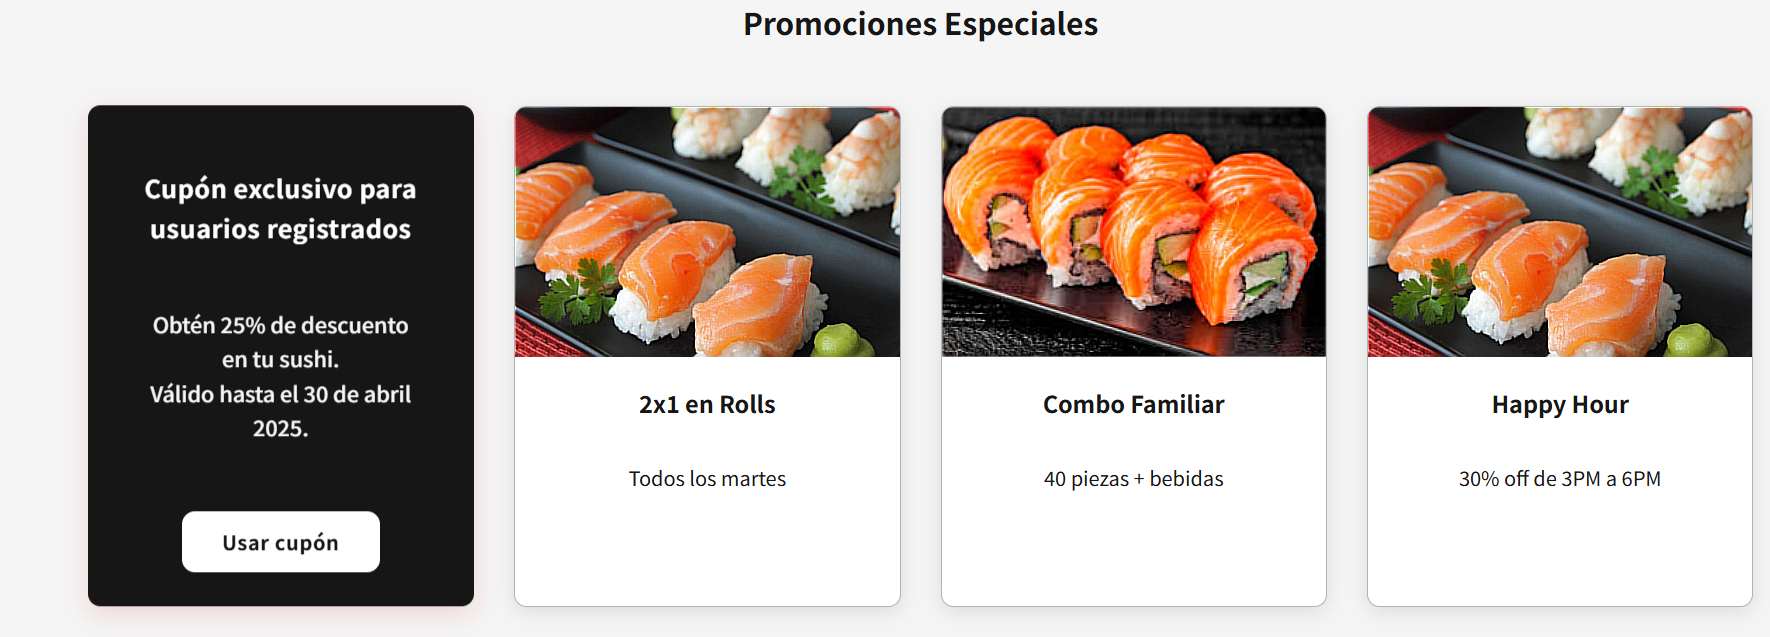 Promociones Especiales
Cupón exclusivo para
usuarios registrados
Obtén 25% de descuento
en tu sushi.
Válido hasta el 30 de abril
2025.
Usar cupón
2x1 en Rolls
Todos los martes
Combo Familiar
40 piezas + bebidas
Happy Hour
30% off de 3PM a 6PM